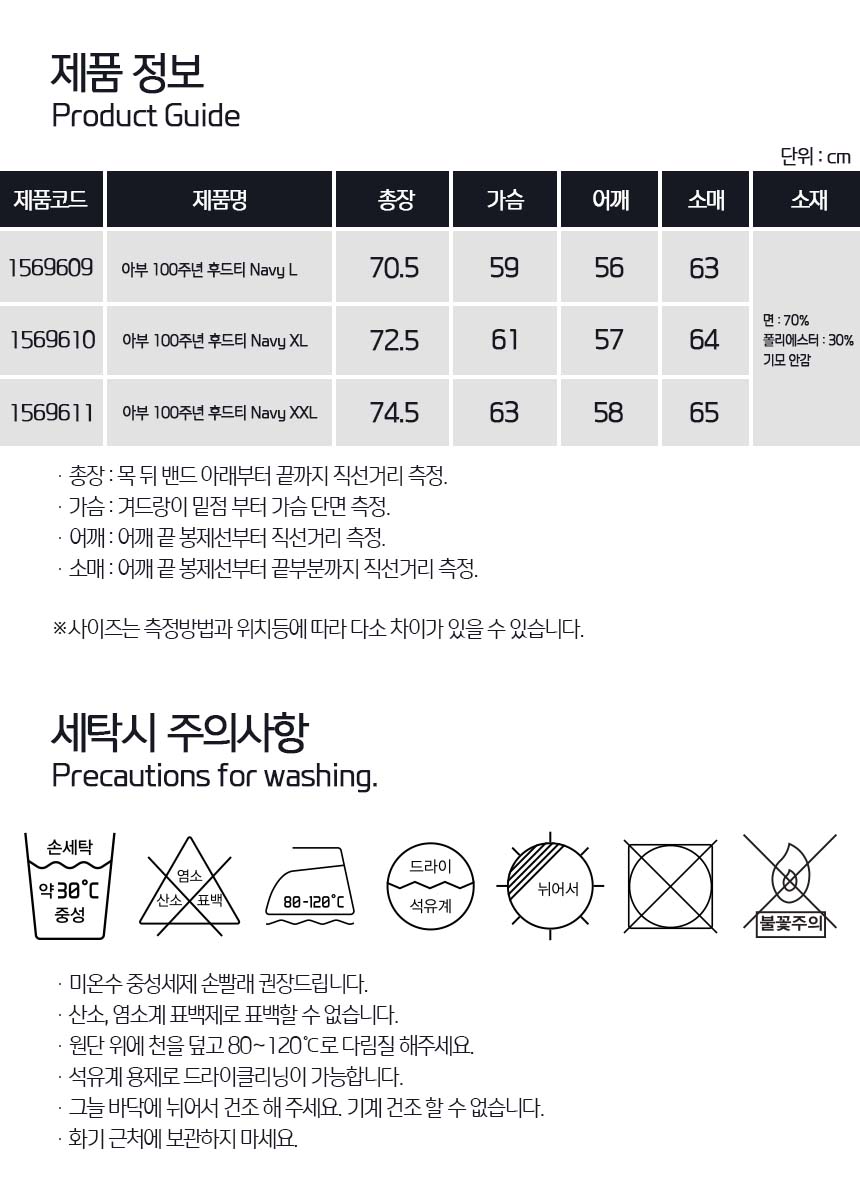 제품 정보
Product Guide
단위 : cm
제품코드 제품명 총장 가슴 어깨 소매 소재
1569609 아부 100주년 후드티 Navy L 70.5 59 56 63
1569610 아부 100주년 후드티 Navy XL 72.5 61 57 64
1569611 아부 100주년 후드티 Navy XXL 74.5 63 58 65
면 : 70%
폴리에스터 : 30%
기모 안감
· 총장 : 목 뒤 밴드 아래부터 끝까지 직선거리 측정.
· 가슴 : 겨드랑이 밑점 부터 가슴 단면 측정.
· 어깨 : 어깨 끝 봉제선부터 직선거리 측정.
· 소매 : 어깨 끝 봉제선부터 끝부분까지 직선거리 측정.
※사이즈는 측정방법과 위치등에 따라 다소 차이가 있을 수 있습니다.
세탁시 주의사항
Precautions for washing.
손세탁
약 30°C
중성
염소
산소 표백
80-120°C
드라이
석유계
뉘어서
불꽃주의
· 미온수 중성세제 손빨래 권장드립니다.
· 산소, 염소계 표백제로 표백할 수 없습니다.
· 원단 위에 천을 덮고 80~120℃로 다림질 해주세요.
· 석유계 용제로 드라이클리닝이 가능합니다.
· 그늘 바닥에 뉘어서 건조 해 주세요. 기계 건조 할 수 없습니다.
· 화기 근처에 보관하지 마세요.